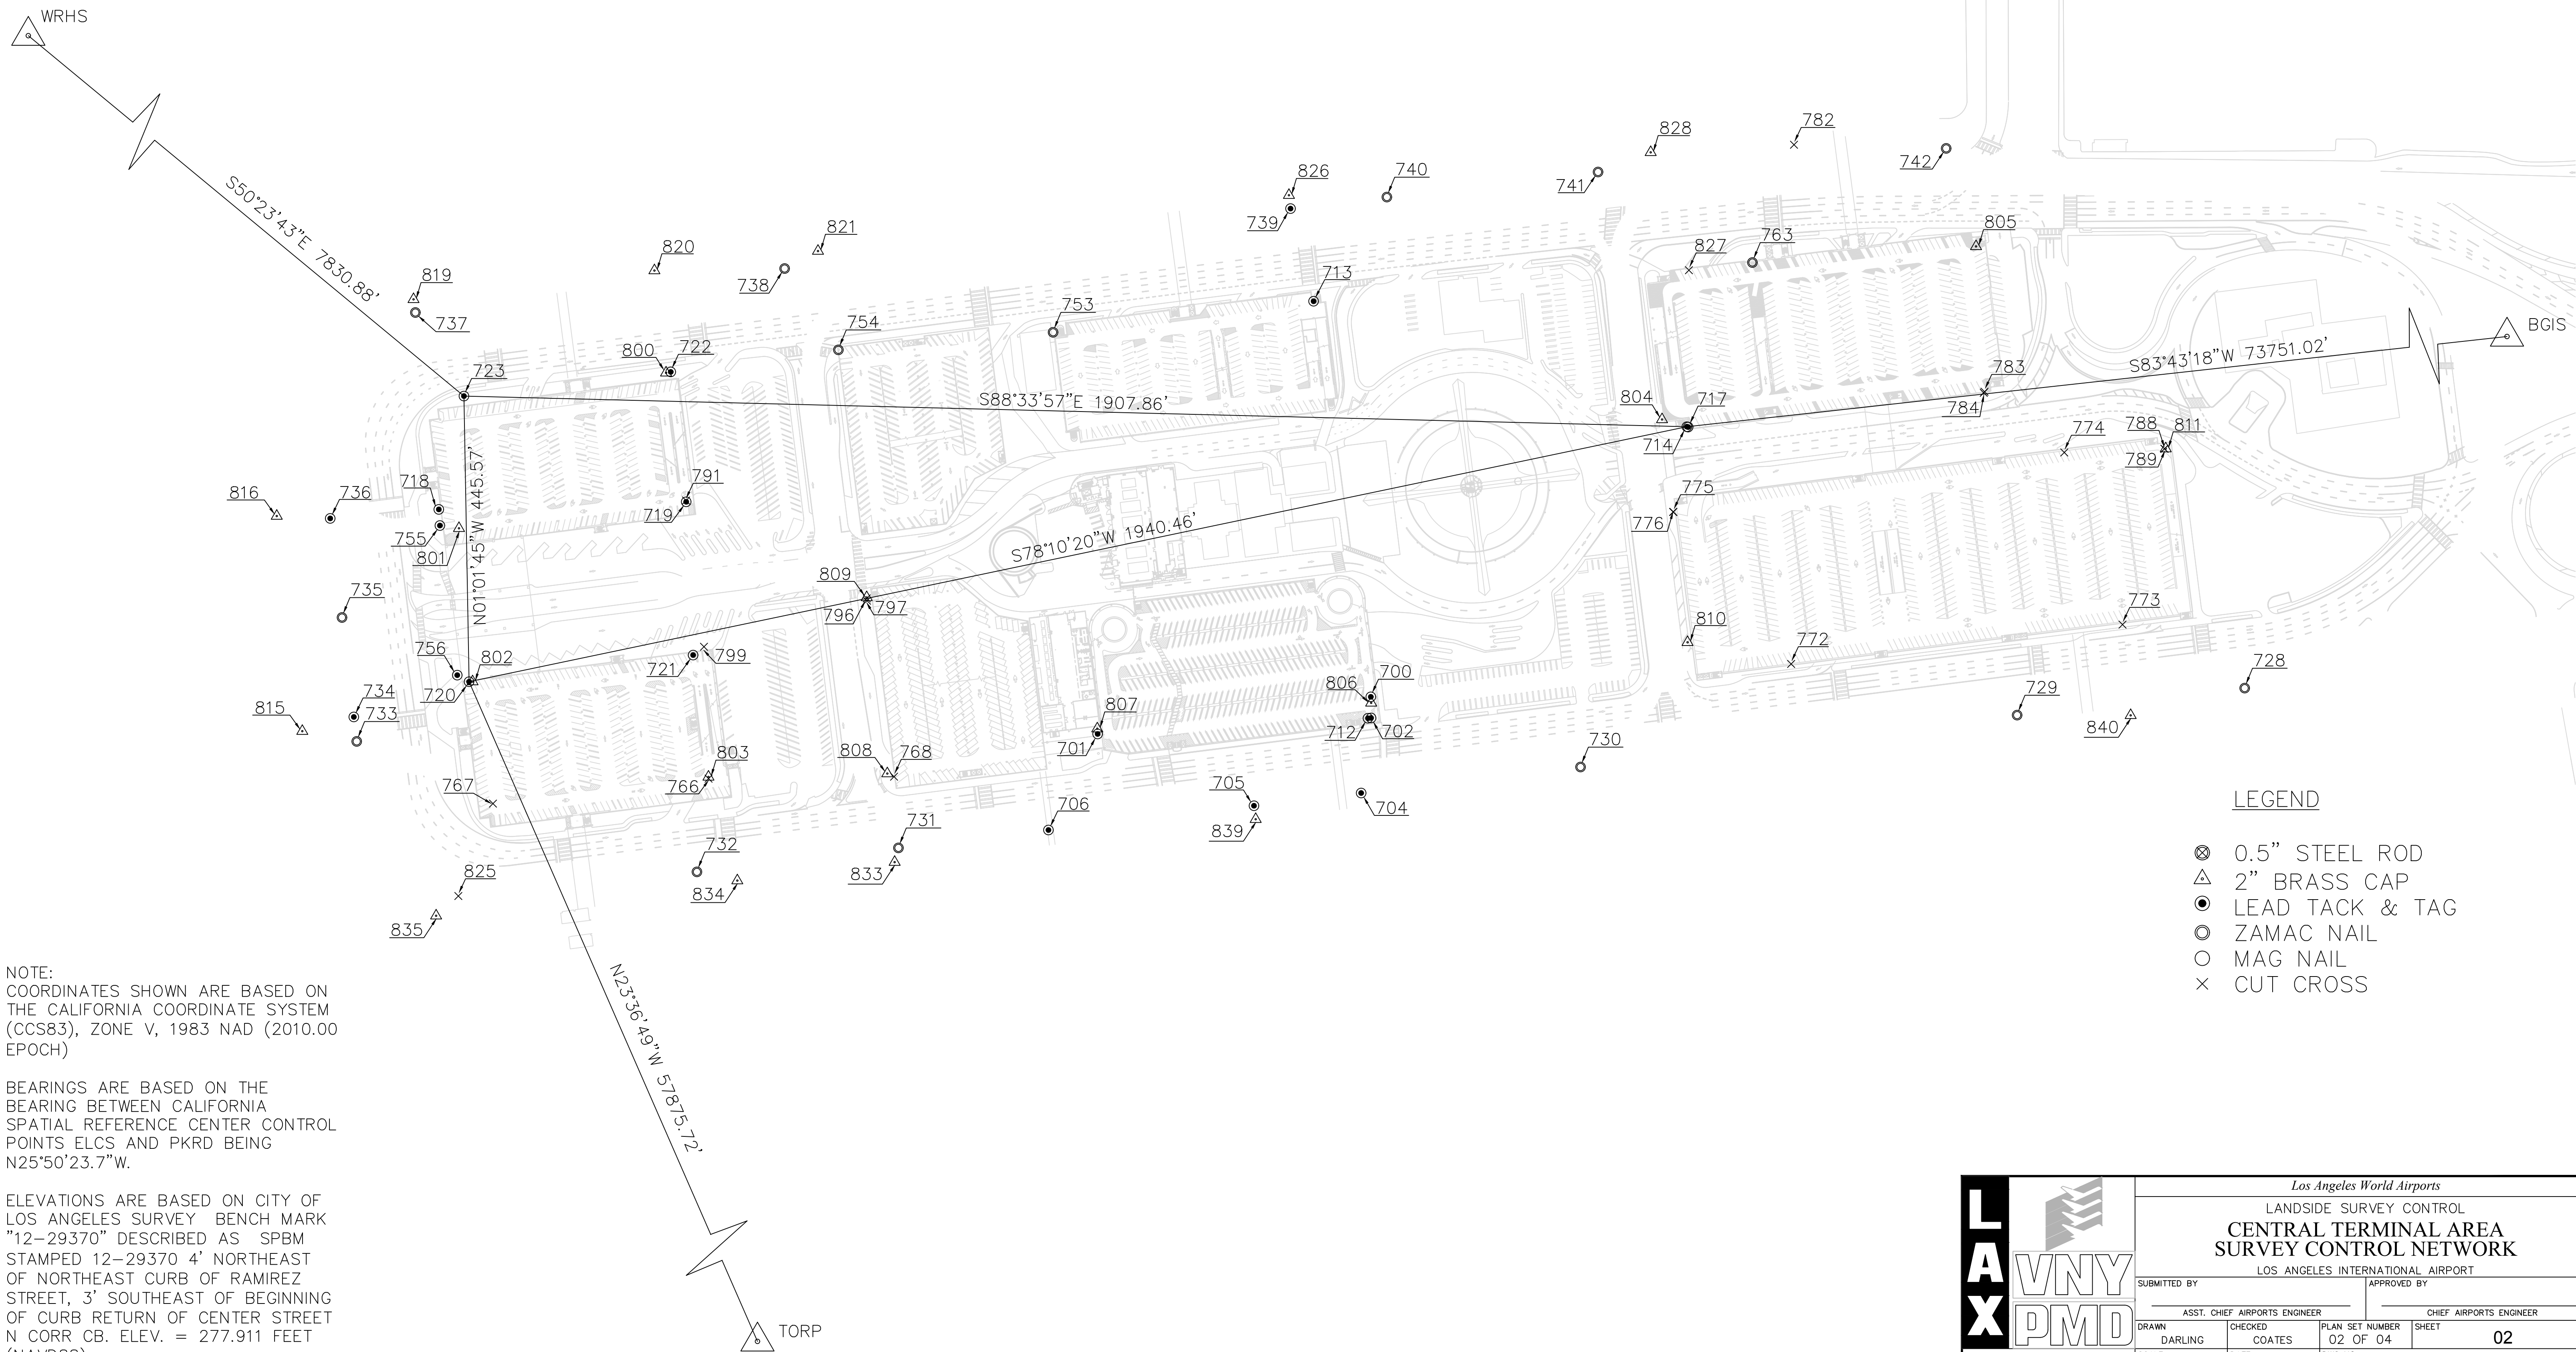 WRHS
828
782
742
741
826
740
739
821
820
738
805
827
763
819
737
713
753
754
BGIS
S50°23'43"E 7830.88'
S83°43'18"W 73751.02'
800
722
723
783
784
S88°33'57"E 1907.86'
804
717
714
788
811
789
774
718
791
719
816
736
755
801
775
776
N01°01'45"W 445.57'
S78°10'20"W 1940.46'
809
796
797
735
773
810
772
756
802
720
721
799
806
700
728
729
840
815
734
733
807
701
712
702
730
808
768
803
766
767
705
704
706
839
731
833
732
834
825
835
LEGEND
0.5" STEEL ROD
2" BRASS CAP
LEAD TACK & TAG
ZAMAC NAIL
MAG NAIL
CUT CROSS
N23°36'49"W 57875.72'
TORP
NOTE:
COORDINATES SHOWN ARE BASED ON
THE CALIFORNIA COORDINATE SYSTEM
(CCS83), ZONE V, 1983 NAD (2010.00
EPOCH)
BEARINGS ARE BASED ON THE
BEARING BETWEEN CALIFORNIA
SPATIAL REFERENCE CENTER CONTROL
POINTS ELCS AND PKRD BEING
N25°50'23.7"W.
ELEVATIONS ARE BASED ON CITY OF
LOS ANGELES SURVEY BENCH MARK
"12-29370" DESCRIBED AS SPBM
STAMPED 12-29370 4' NORTHEAST
OF NORTHEAST CURB OF RAMIREZ
STREET, 3' SOUTHEAST OF BEGINNING
OF CURB RETURN OF CENTER STREET
N CORR CB. ELEV. = 277.911 FEET
LAX
VNY
PMD
Los Angeles World Airports
LANDSIDE SURVEY CONTROL
CENTRAL TERMINAL AREA
SURVEY CONTROL NETWORK
LOS ANGELES INTERNATIONAL AIRPORT
SUBMITTED BY
APPROVED BY
ASST. CHIEF AIRPORTS ENGINEER
CHIEF AIRPORTS ENGINEER
DRAWN
DARLING
CHECKED
COATES
PLAN SET NUMBER
02 OF 04
SHEET
02